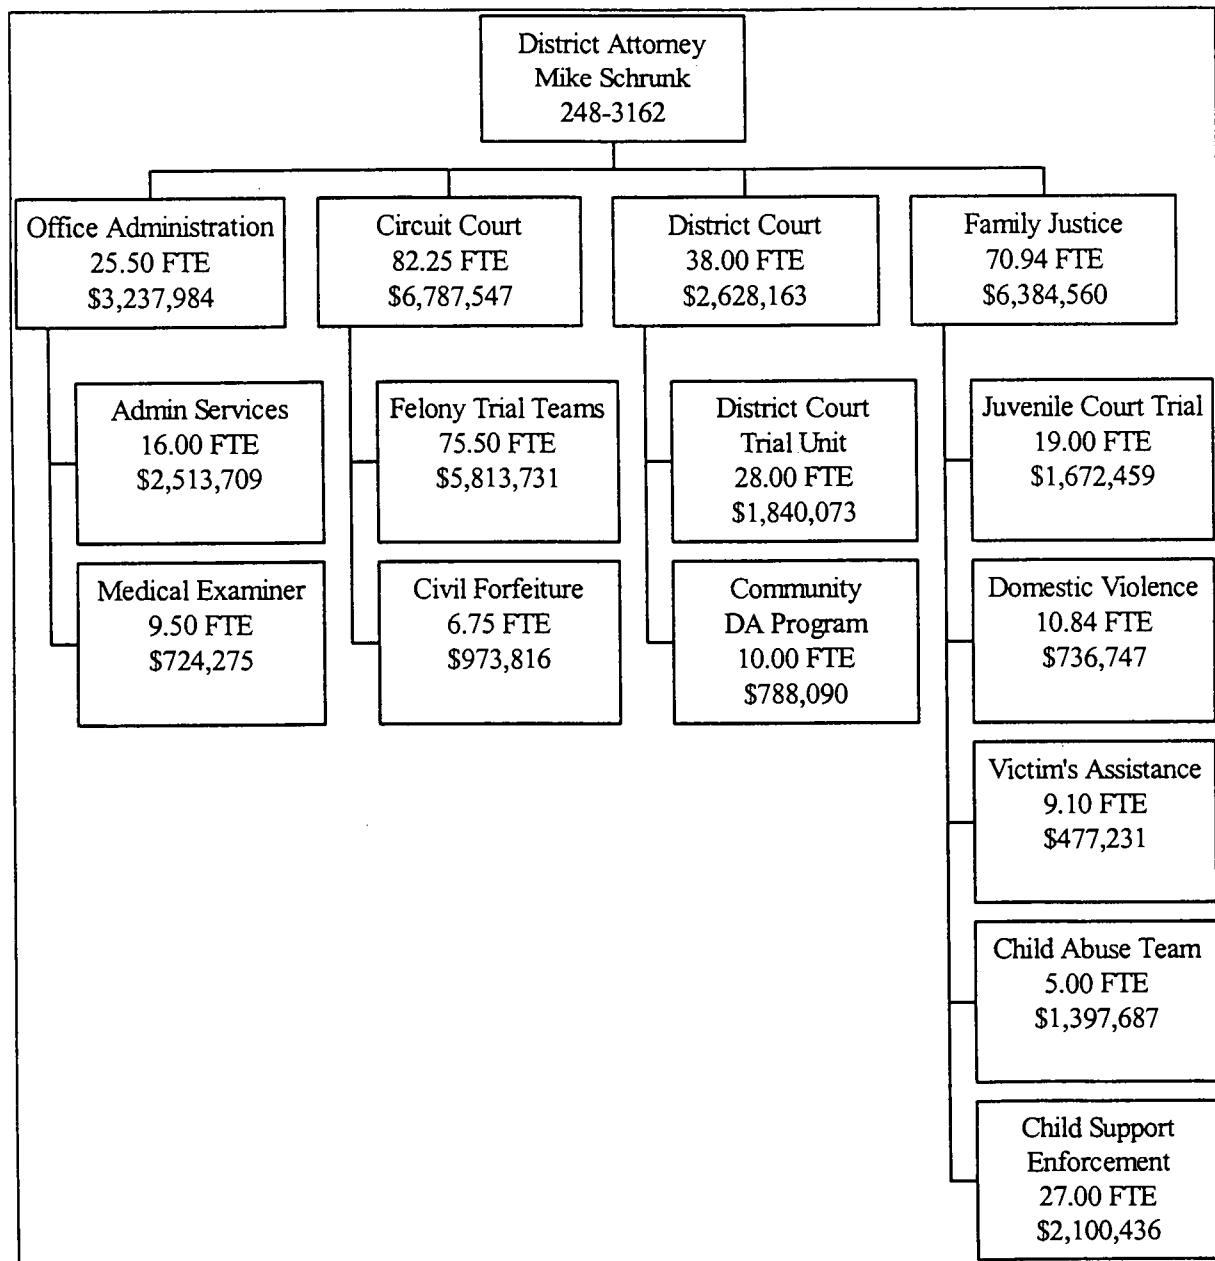 District Attorney
Mike Schrunk
248-3162
Office Administration
25.50 FTE
$3,237,984
Circuit Court
82.25 FTE
$6,787,547
District Court
38.00 FTE
$2,628,163
Family Justice
70.94 FTE
$6,384,560
Admin Services
16.00 FTE
$2,513,709
Felony Trial Teams
75.50 FTE
$5,813,731
District Court
Trial Unit
28.00 FTE
$1,840,073
Juvenile Court Trial
19.00 FTE
$1,672,459
Medical Examiner
9.50 FTE
$724,275
Civil Forfeiture
6.75 FTE
$973,816
Community
DA Program
10.00 FTE
$788,090
Domestic Violence
10.84 FTE
$736,747
Victim's Assistance
9.10 FTE
$477,231
Child Abuse Team
5.00 FTE
$1,397,687
Child Support
Enforcement
27.00 FTE
$2,100,436